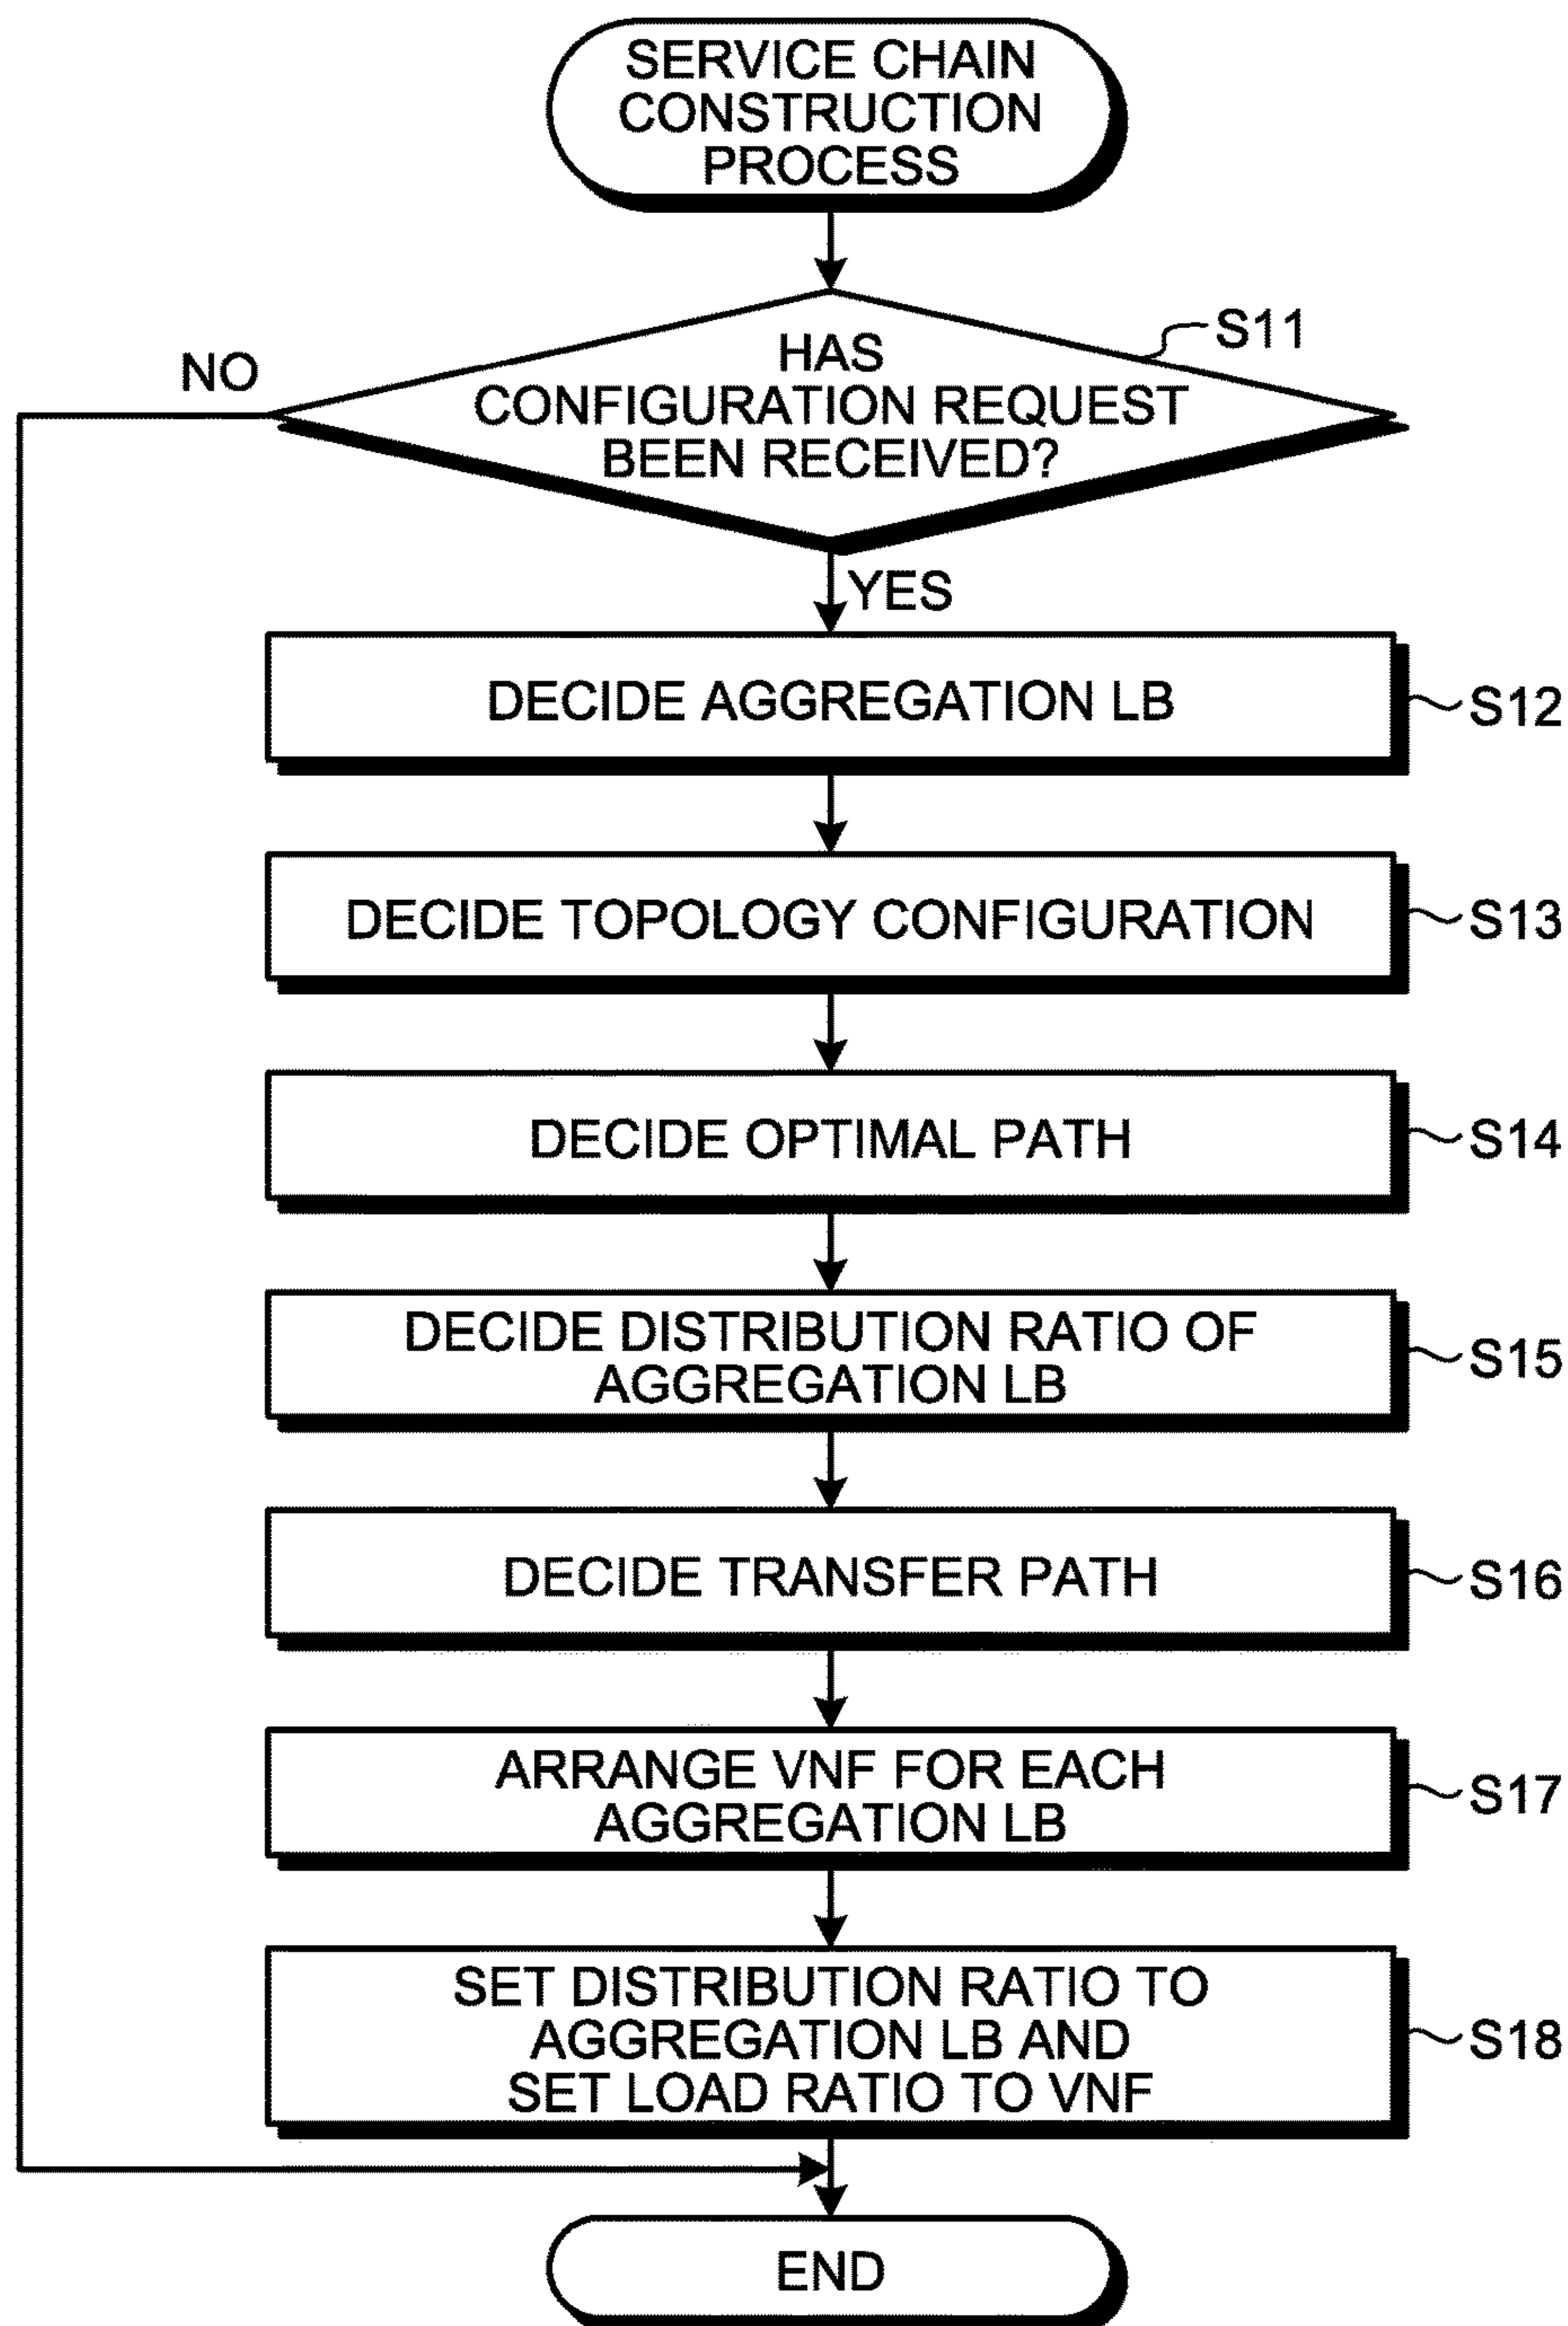 SERVICE CHAIN
CONSTRUCTION
PROCESS
S11
NO
HAS
CONFIGURATION REQUEST
BEEN RECEIVED?
YES
DECIDE AGGREGATION LB
S12
DECIDE TOPOLOGY CONFIGURATION
S13
DECIDE OPTIMAL PATH
S14
DECIDE DISTRIBUTION RATIO OF
AGGREGATION LB
S15
DECIDE TRANSFER PATH
S16
ARRANGE VNF FOR EACH
AGGREGATION LB
S17
SET DISTRIBUTION RATIO TO
AGGREGATION LB AND
SET LOAD RATIO TO VNF
S18
END